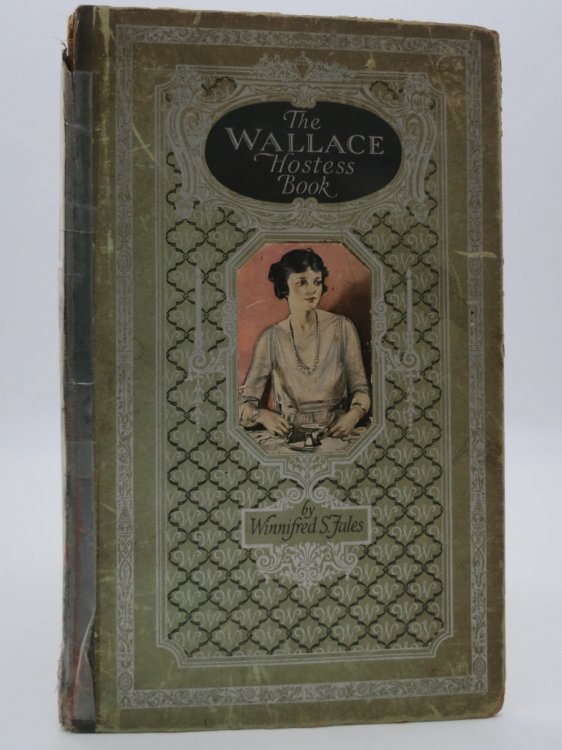 The
WALLACE
Hostess
Book
by
Winnifred S. Fales